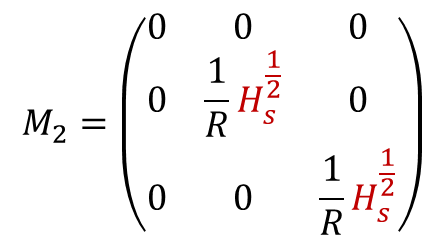 0 0 0
M₂ = ( 0 1/R H_s^{1/2} 0 )
0 0 1/R H_s^{1/2}